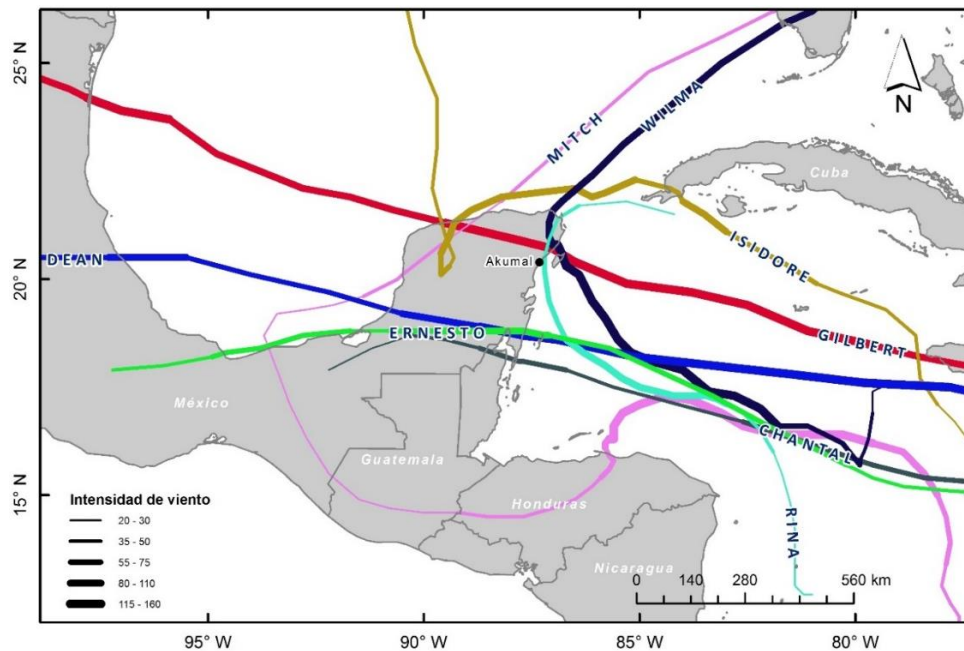 25° N
20° N
15° N
95° W
90° W
85° W
80° W
N
MITCH
WILMA
Cuba
ISIDORE
Akumal
DEAN
ERNESTO
GILBERT
México
CHANTAL
Guatemala
Honduras
RINA
Nicaragua
Intensidad de viento
20 - 30
35 - 50
55 - 75
80 - 110
115 - 160
0 140 280 560 km